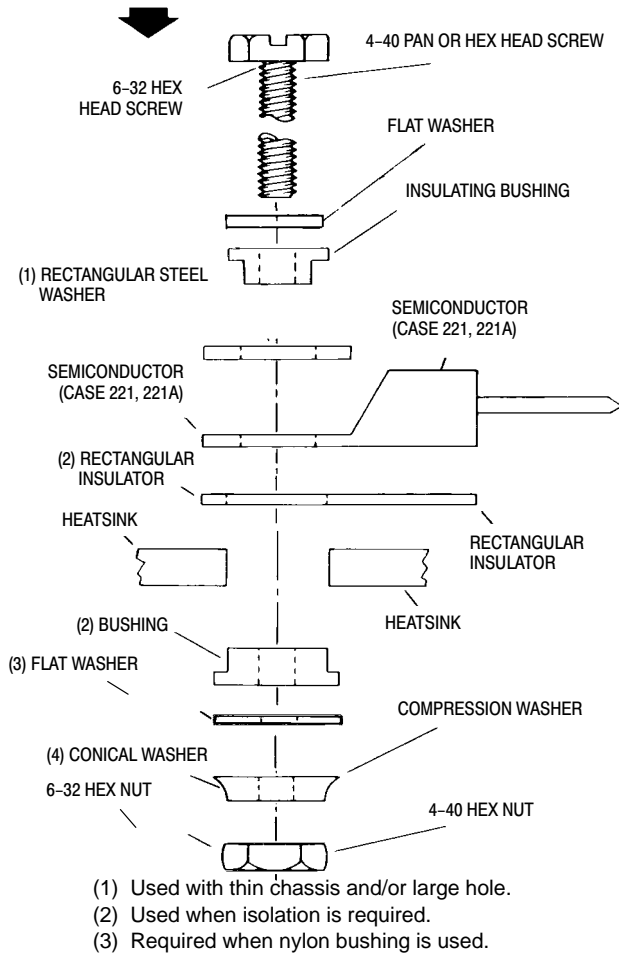 4–40 PAN OR HEX HEAD SCREW
6–32 HEX
HEAD SCREW
FLAT WASHER
INSULATING BUSHING
(1) RECTANGULAR STEEL
WASHER
SEMICONDUCTOR
(CASE 221, 221A)
SEMICONDUCTOR
(CASE 221, 221A)
(2) RECTANGULAR
INSULATOR
HEATSINK
RECTANGULAR
INSULATOR
HEATSINK
(2) BUSHING
(3) FLAT WASHER
COMPRESSION WASHER
(4) CONICAL WASHER
6–32 HEX NUT
4–40 HEX NUT
(1) Used with thin chassis and/or large hole.
(2) Used when isolation is required.
(3) Required when nylon bushing is used.